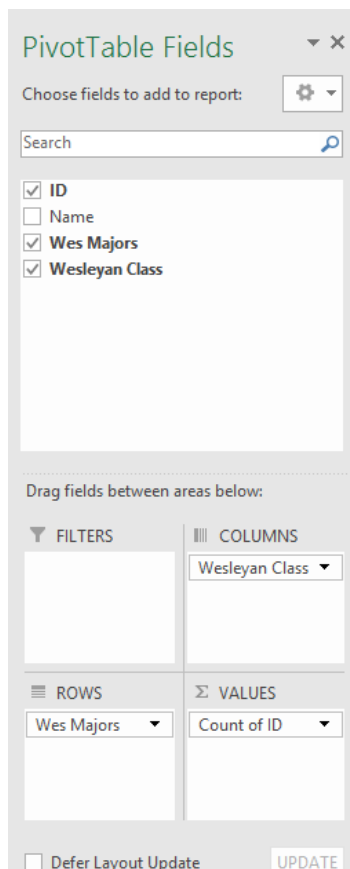 PivotTable Fields
Choose fields to add to report:
Search
ID
Name
Wes Majors
Wesleyan Class
Drag fields between areas below:
FILTERS
COLUMNS
Wesleyan Class
ROWS
Σ VALUES
Wes Majors
Count of ID
Defer Layout Update
UPDATE